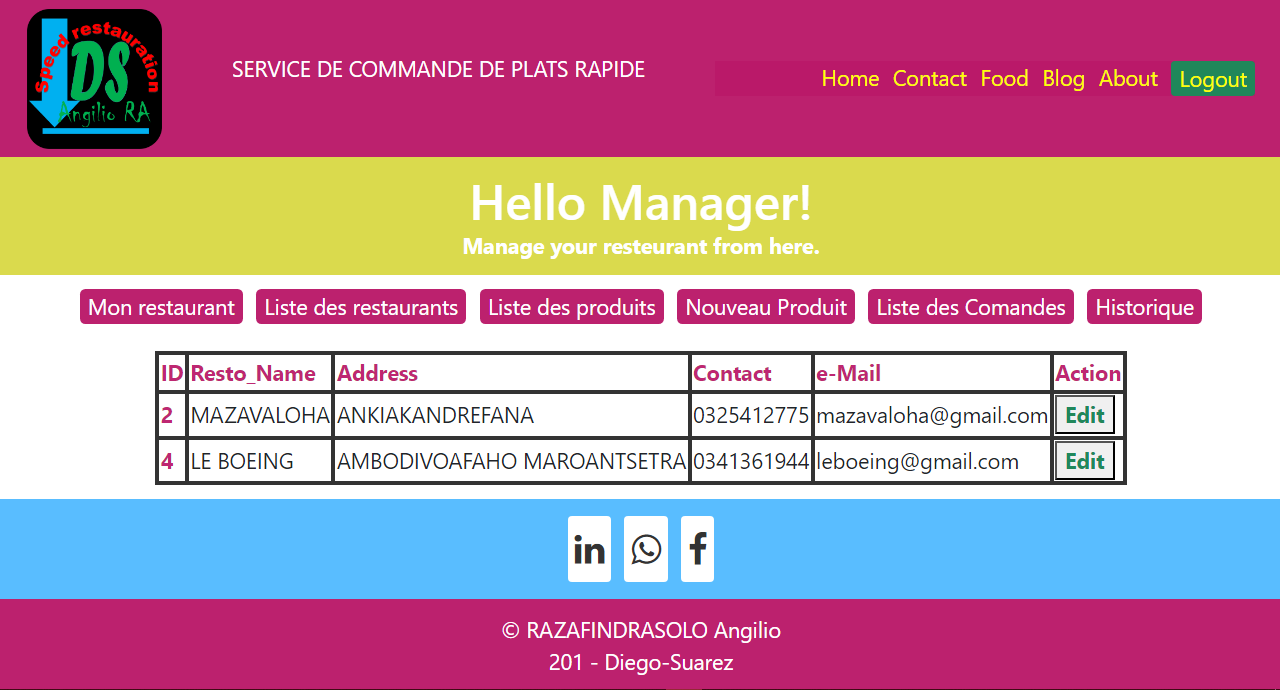 Speed restauration
DS
Angilio RA
SERVICE DE COMMANDE DE PLATS RAPIDE
Home Contact Food Blog About Logout
Hello Manager!
Manage your resteurant from here.
Mon restaurant Liste des restaurants Liste des produits Nouveau Produit Liste des Comandes Historique
ID Resto_Name Address Contact e-Mail Action
2 MAZAVALOHA ANKIAKANDREFANA 0325412775 mazavaloha@gmail.com Edit
4 LE BOEING AMBODIVOAFAHO MAROANTSETRA 0341361944 leboeing@gmail.com Edit
in f
© RAZAFINDRASOLO Angilio
201 - Diego-Suarez